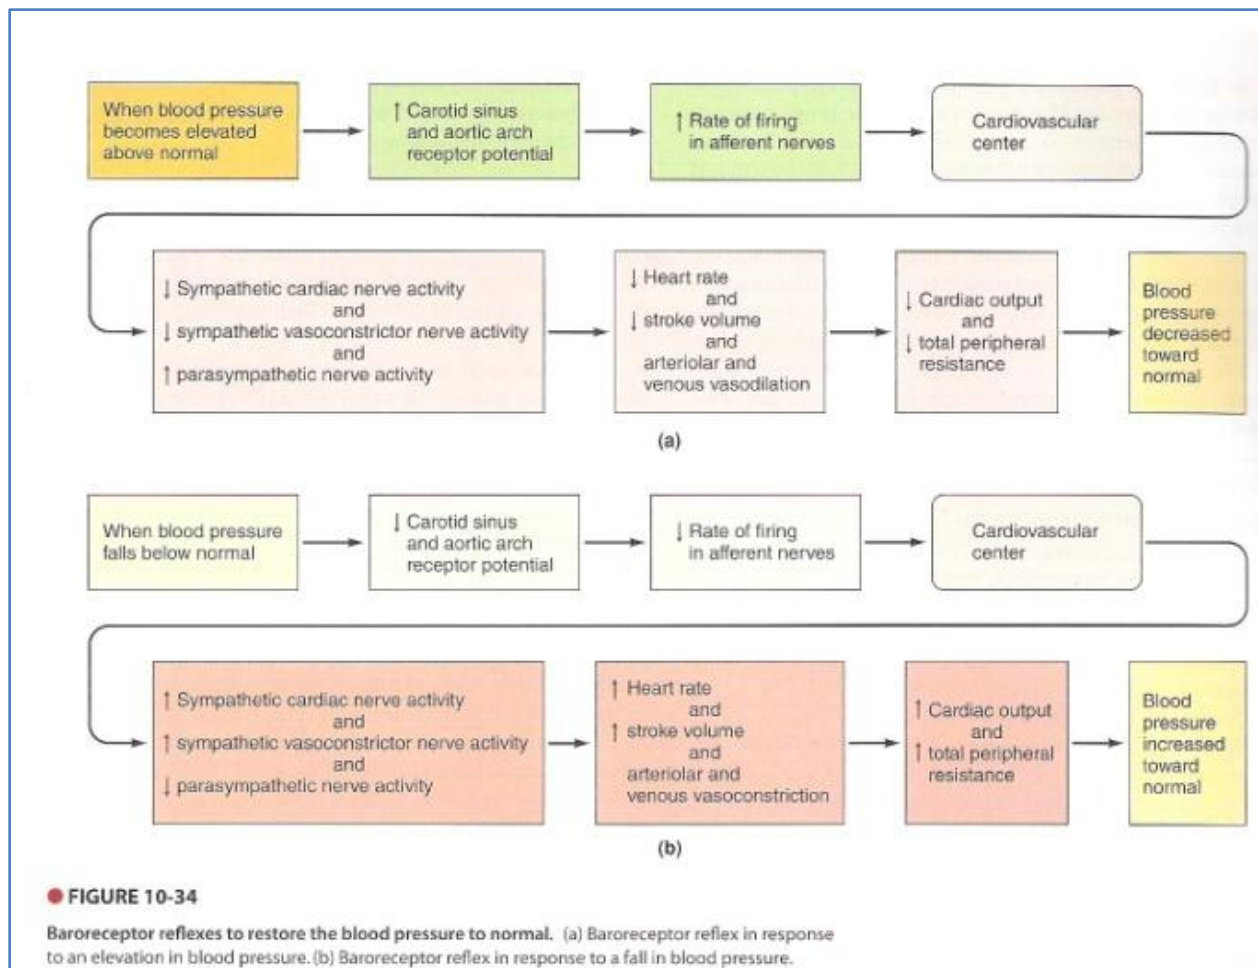 When blood pressure
becomes elevated
above normal
↑ Carotid sinus
and aortic arch
receptor potential
↑ Rate of firing
in afferent nerves
Cardiovascular
center
↓ Sympathetic cardiac nerve activity
and
↓ sympathetic vasoconstrictor nerve activity
and
↑ parasympathetic nerve activity
↓ Heart rate
and
↓ stroke volume
and
arteriolar and
venous vasodilation
↓ Cardiac output
and
↓ total peripheral
resistance
Blood
pressure
decreased
toward
normal
(a)
When blood pressure
falls below normal
↓ Carotid sinus
and aortic arch
receptor potential
↓ Rate of firing
in afferent nerves
Cardiovascular
center
↑ Sympathetic cardiac nerve activity
and
↑ sympathetic vasoconstrictor nerve activity
and
↓ parasympathetic nerve activity
↑ Heart rate
and
↑ stroke volume
and
arteriolar and
venous vasoconstriction
↑ Cardiac output
and
↑ total peripheral
resistance
Blood
pressure
increased
toward
normal
(b)
● FIGURE 10-34
Baroreceptor reflexes to restore the blood pressure to normal. (a) Baroreceptor reflex in response
to an elevation in blood pressure. (b) Baroreceptor reflex in response to a fall in blood pressure.